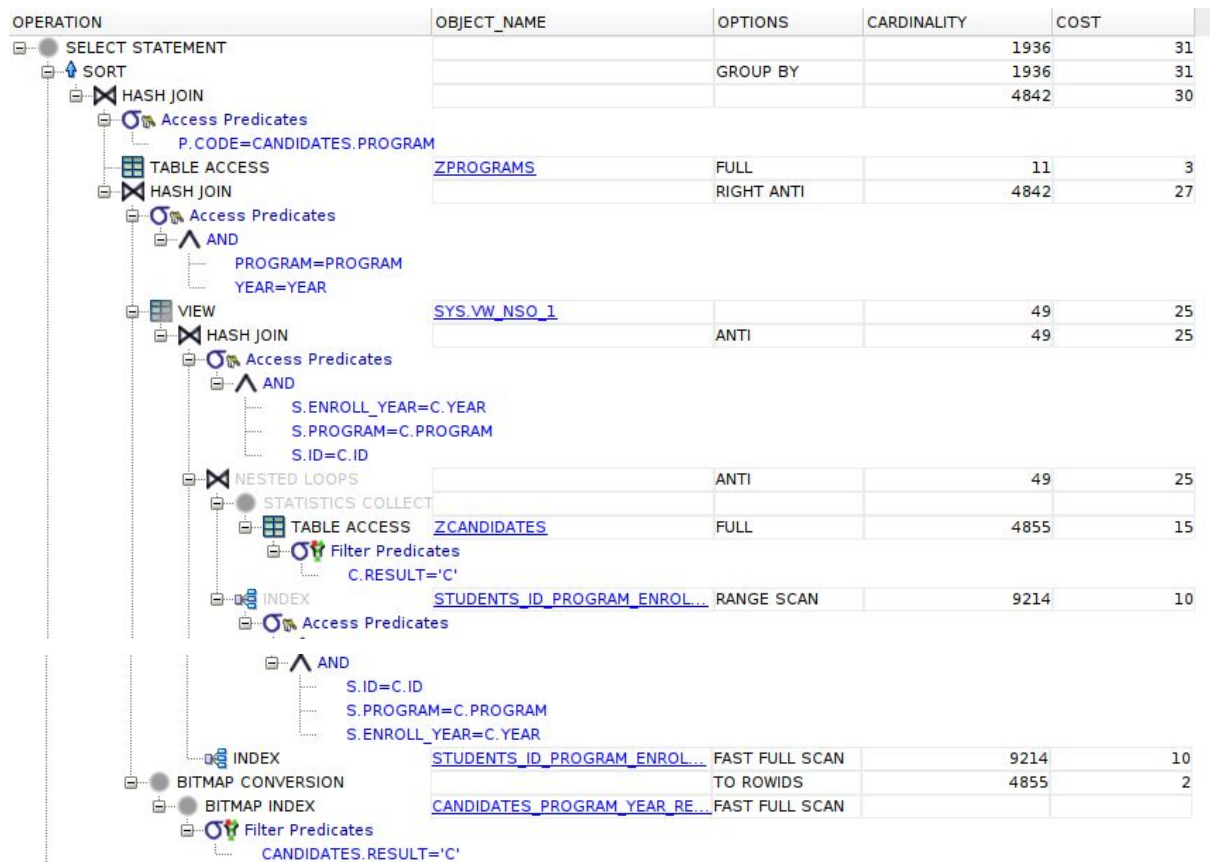 OPERATION OBJECT_NAME OPTIONS CARDINALITY COST
SELECT STATEMENT 1936 31
SORT GROUP BY 1936 31
HASH JOIN 4842 30
Access Predicates
P.CODE=CANDIDATES.PROGRAM
TABLE ACCESS ZPROGRAMS FULL 11 3
HASH JOIN RIGHT ANTI 4842 27
Access Predicates
AND
PROGRAM=PROGRAM
YEAR=YEAR
VIEW SYS.VW_NSO_1 49 25
HASH JOIN ANTI 49 25
Access Predicates
AND
S.ENROLL_YEAR=C.YEAR
S.PROGRAM=C.PROGRAM
S.ID=C.ID
NESTED LOOPS ANTI 49 25
STATISTICS COLLECT
TABLE ACCESS ZCANDIDATES FULL 4855 15
Filter Predicates
C.RESULT='C'
INDEX STUDENTS_ID_PROGRAM_ENROL... RANGE SCAN 9214 10
Access Predicates
AND
S.ID=C.ID
S.PROGRAM=C.PROGRAM
S.ENROLL_YEAR=C.YEAR
INDEX STUDENTS_ID_PROGRAM_ENROL... FAST FULL SCAN 9214 10
BITMAP CONVERSION TO ROWIDS 4855 2
BITMAP INDEX CANDIDATES_PROGRAM_YEAR_RE... FAST FULL SCAN
Filter Predicates
CANDIDATES.RESULT='C'